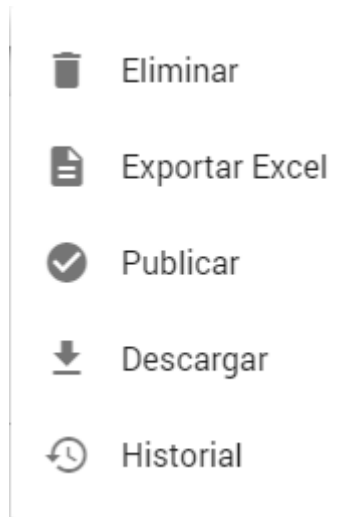 Eliminar
Exportar Excel
Publicar
Descargar
Historial